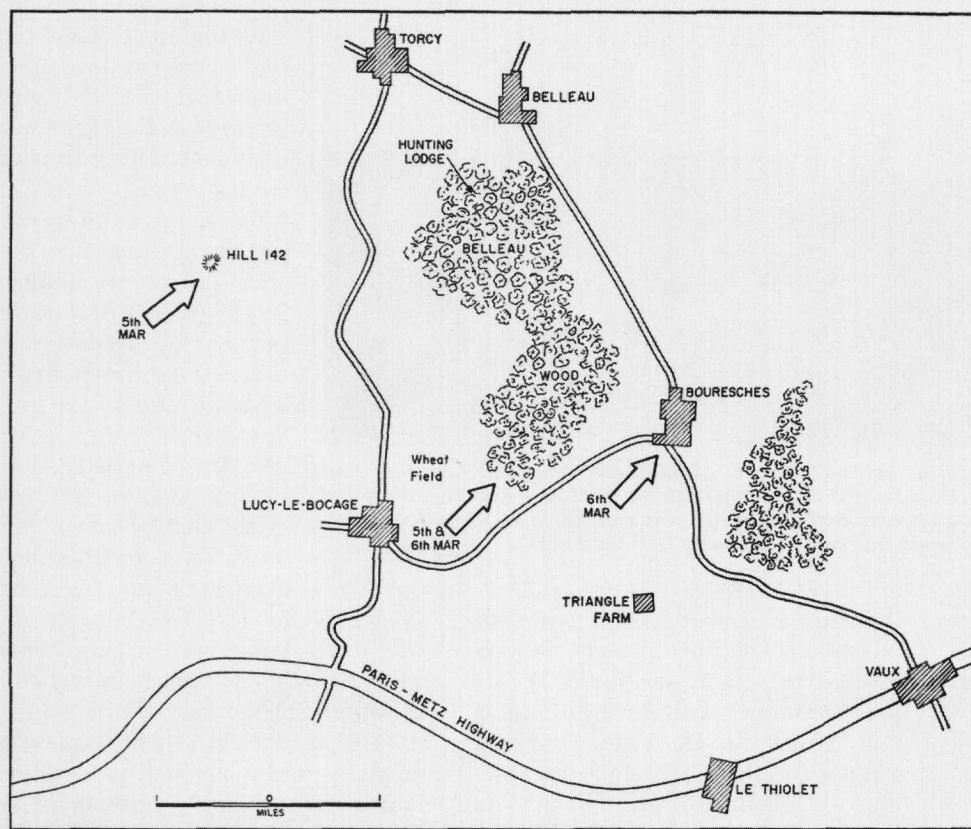 TORCY
BELLEAU
HUNTING
LODGE
BELLEAU
HILL 142
5th
MAR
WOOD
BOURESCHES
Wheat
Field
LUCY-LE-BOCAGE
5th &
6th MAR
6th
MAR
TRIANGLE
FARM
VAUX
PARIS - METZ HIGHWAY
LE THIOLET
0
MILES